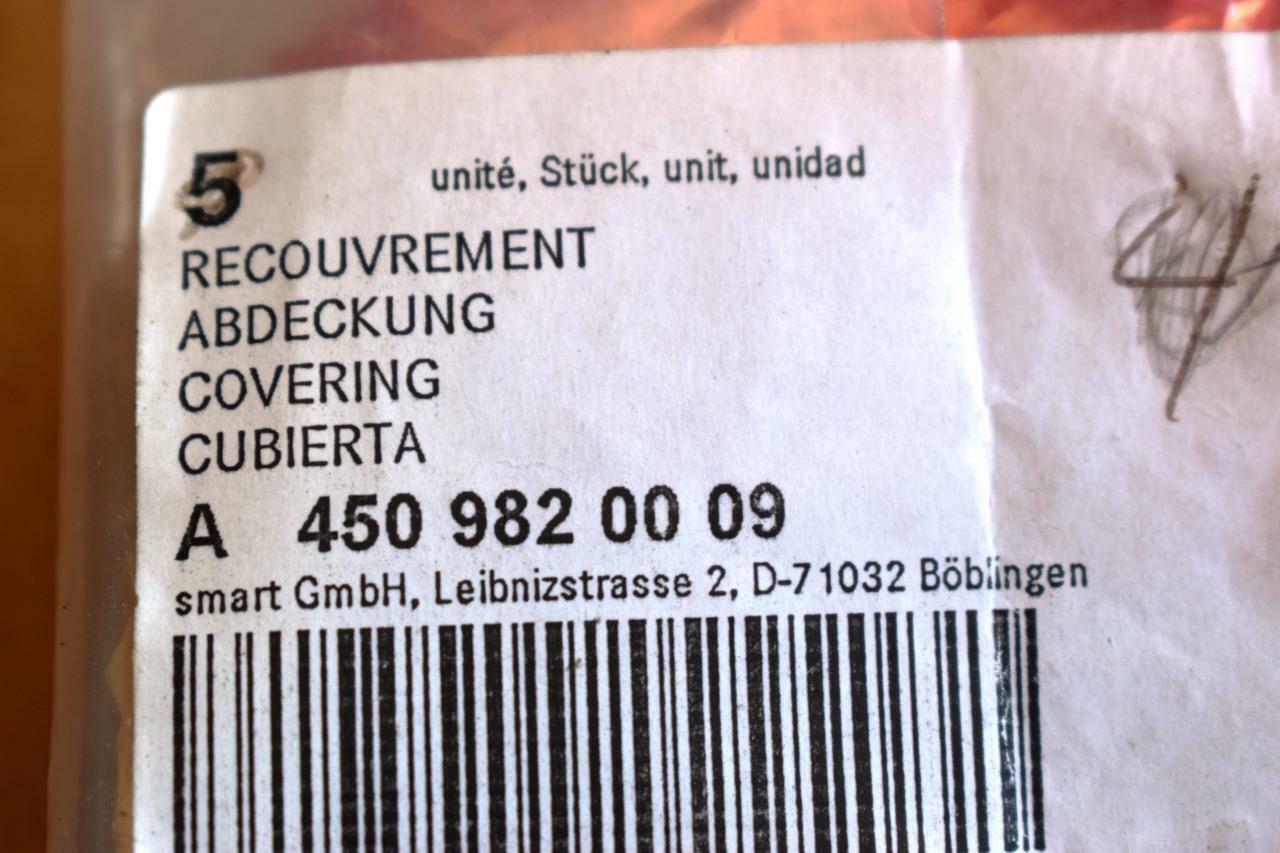 5 unité, Stück, unit, unidad
RECOUVREMENT
ABDECKUNG
COVERING
CUBIERTA
A 450 982 00 09
smart GmbH, Leibnizstrasse 2, D-71032 Böblingen
4